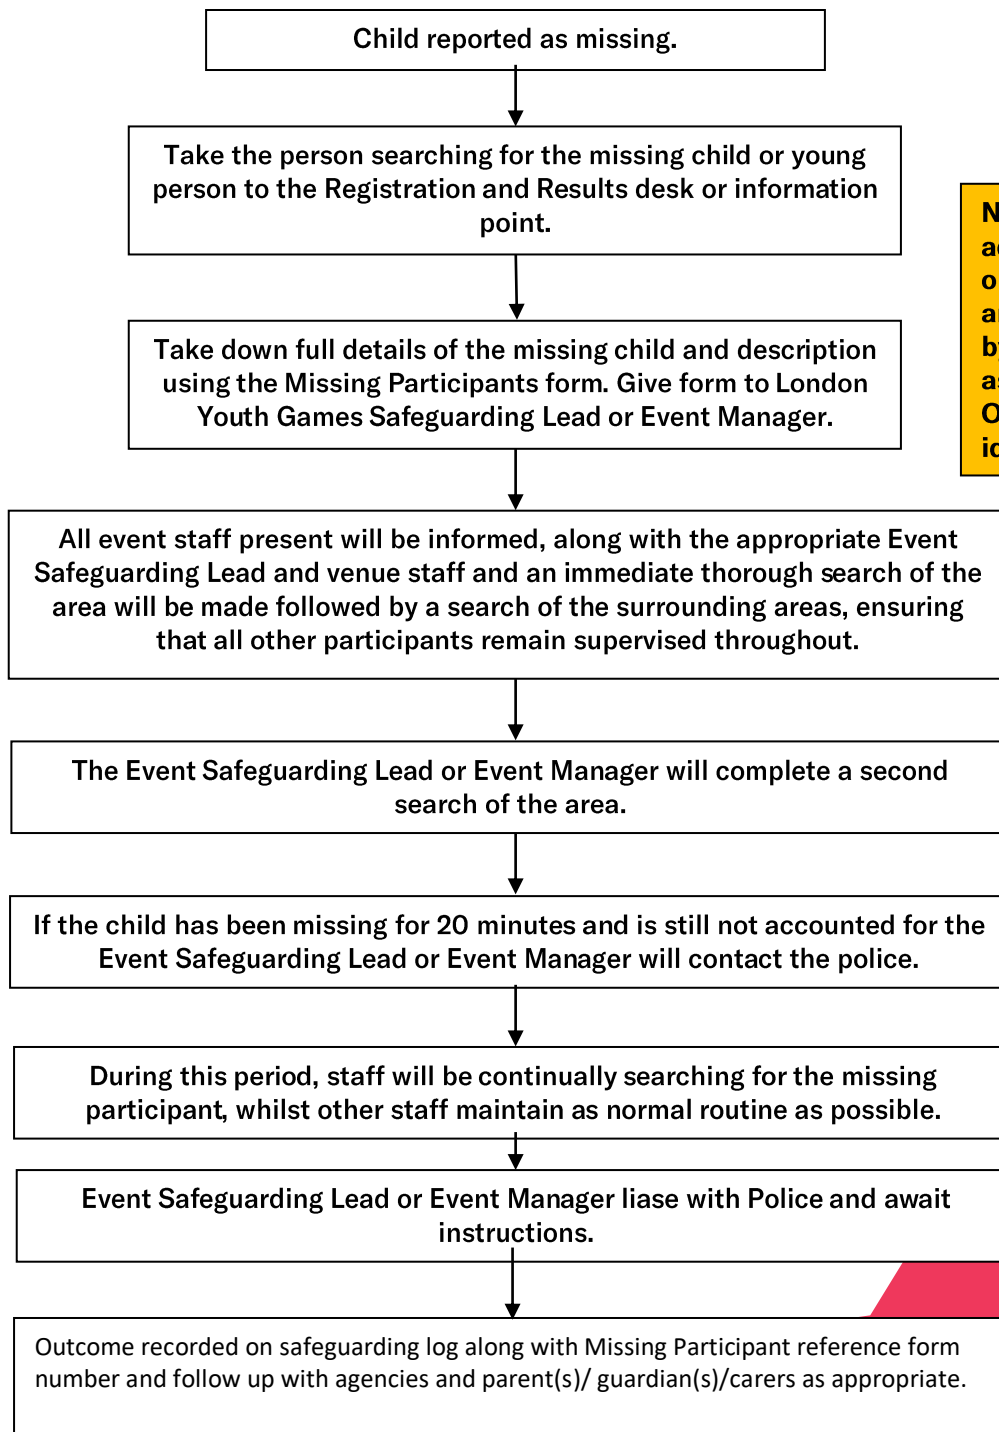 Child reported as missing.
Take the person searching for the missing child or young
person to the Registration and Results desk or information
point.
Take down full details of the missing child and description
using the Missing Participants form. Give form to London
Youth Games Safeguarding Lead or Event Manager.
All event staff present will be informed, along with the appropriate Event
Safeguarding Lead and venue staff and an immediate thorough search of the
area will be made followed by a search of the surrounding areas, ensuring
that all other participants remain supervised throughout.
The Event Safeguarding Lead or Event Manager will complete a second
search of the area.
If the child has been missing for 20 minutes and is still not accounted for the
Event Safeguarding Lead or Event Manager will contact the police.
During this period, staff will be continually searching for the missing
participant, whilst other staff maintain as normal routine as possible.
Event Safeguarding Lead or Event Manager liase with Police and await
instructions.
Outcome recorded on safeguarding log along with Missing Participant reference form
number and follow up with agencies and parent(s)/ guardian(s)/carers as appropriate.